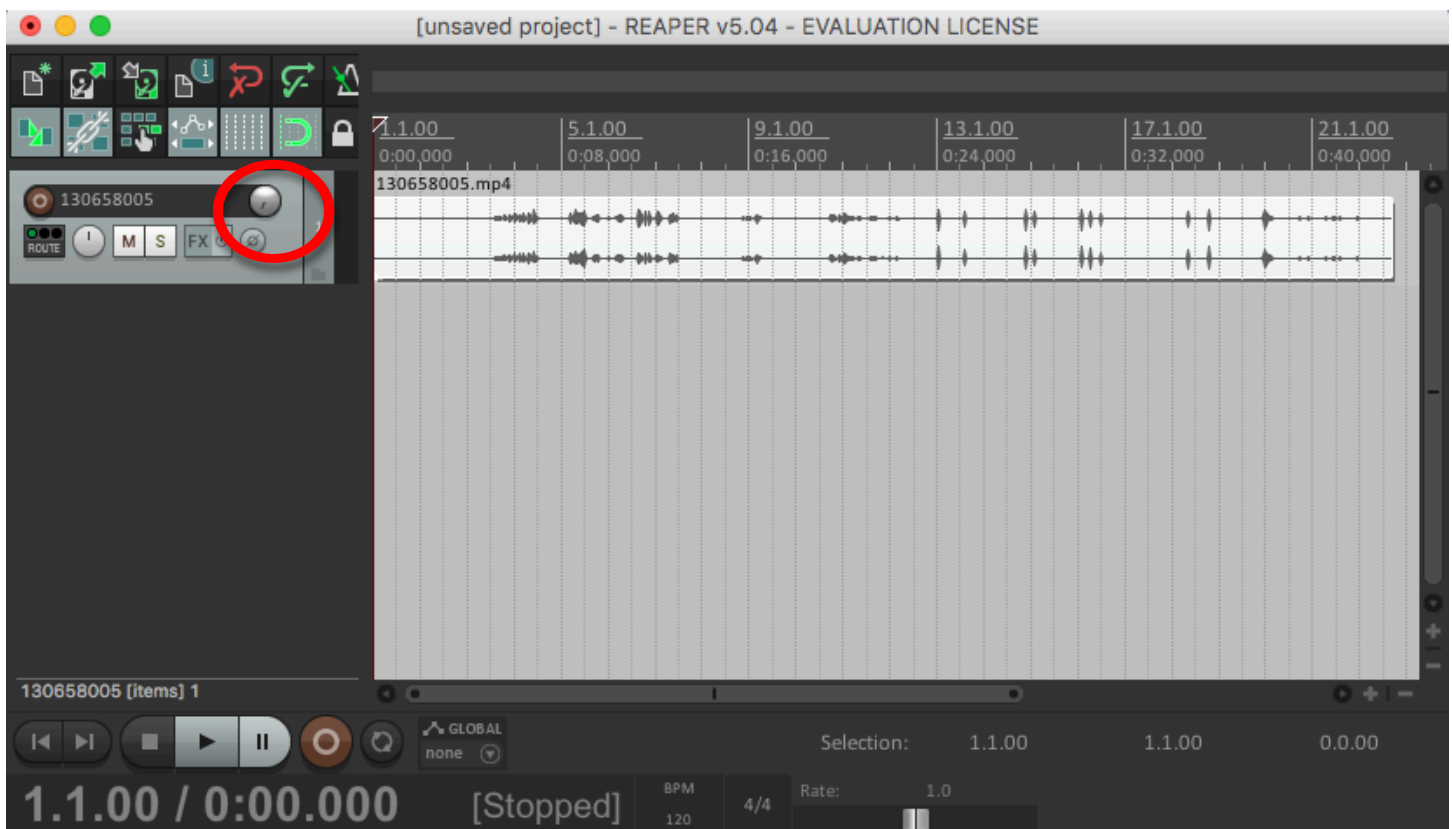 [unsaved project] - REAPER v5.04 - EVALUATION LICENSE
i
1.1.00 5.1.00 9.1.00 13.1.00 17.1.00 21.1.00
0:00.000 0:08.000 0:16.000 0:24.000 0:32.000 0:40.000
130658005.mp4
130658005
1
ROUTE M S FX
130658005 [items] 1
GLOBAL
none
Selection: 1.1.00 1.1.00 0.0.00
1.1.00 / 0:00.000 [Stopped]
BPM
120
4/4
Rate: 1.0